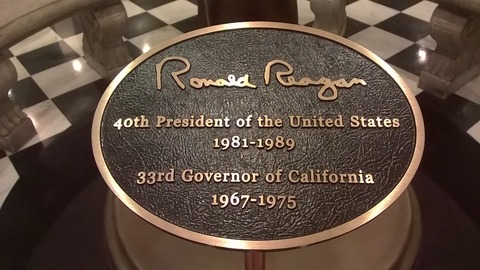 Ronald Reagan
40th President of the United States
1981-1989
33rd Governor of California
1967-1975